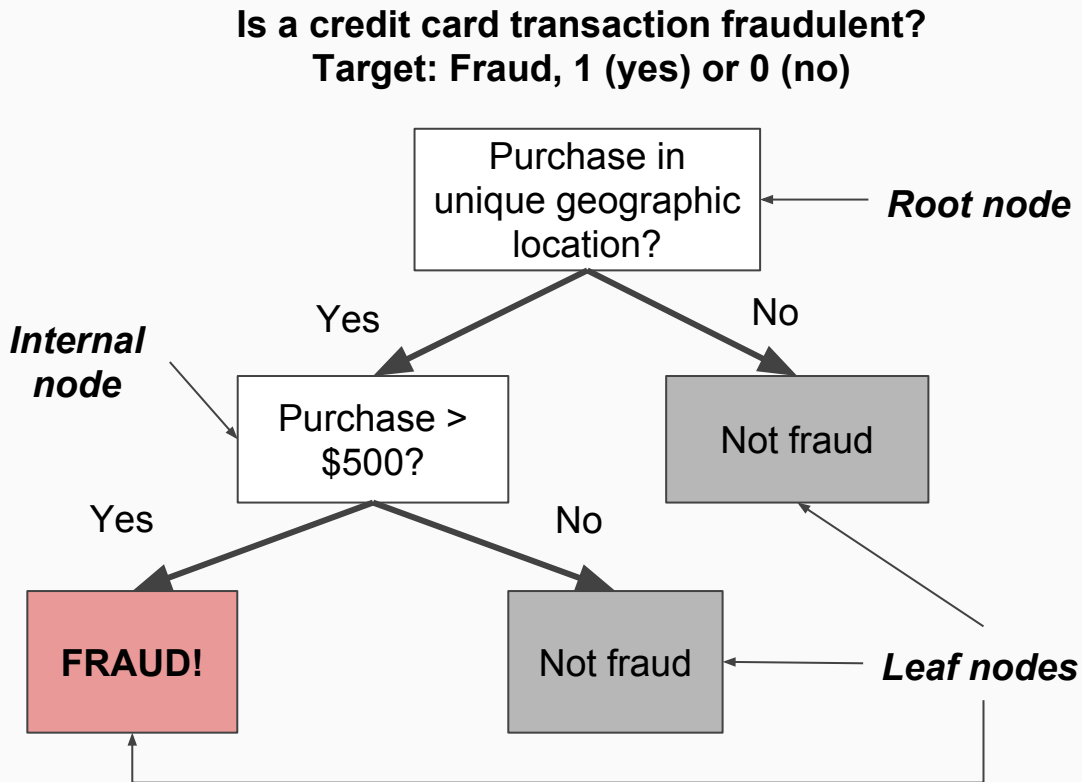 Is a credit card transaction fraudulent?
Target: Fraud, 1 (yes) or 0 (no)
Purchase in
unique geographic
location?
Root node
Yes
No
Internal
node
Purchase >
$500?
Not fraud
Yes
No
FRAUD!
Not fraud
Leaf nodes